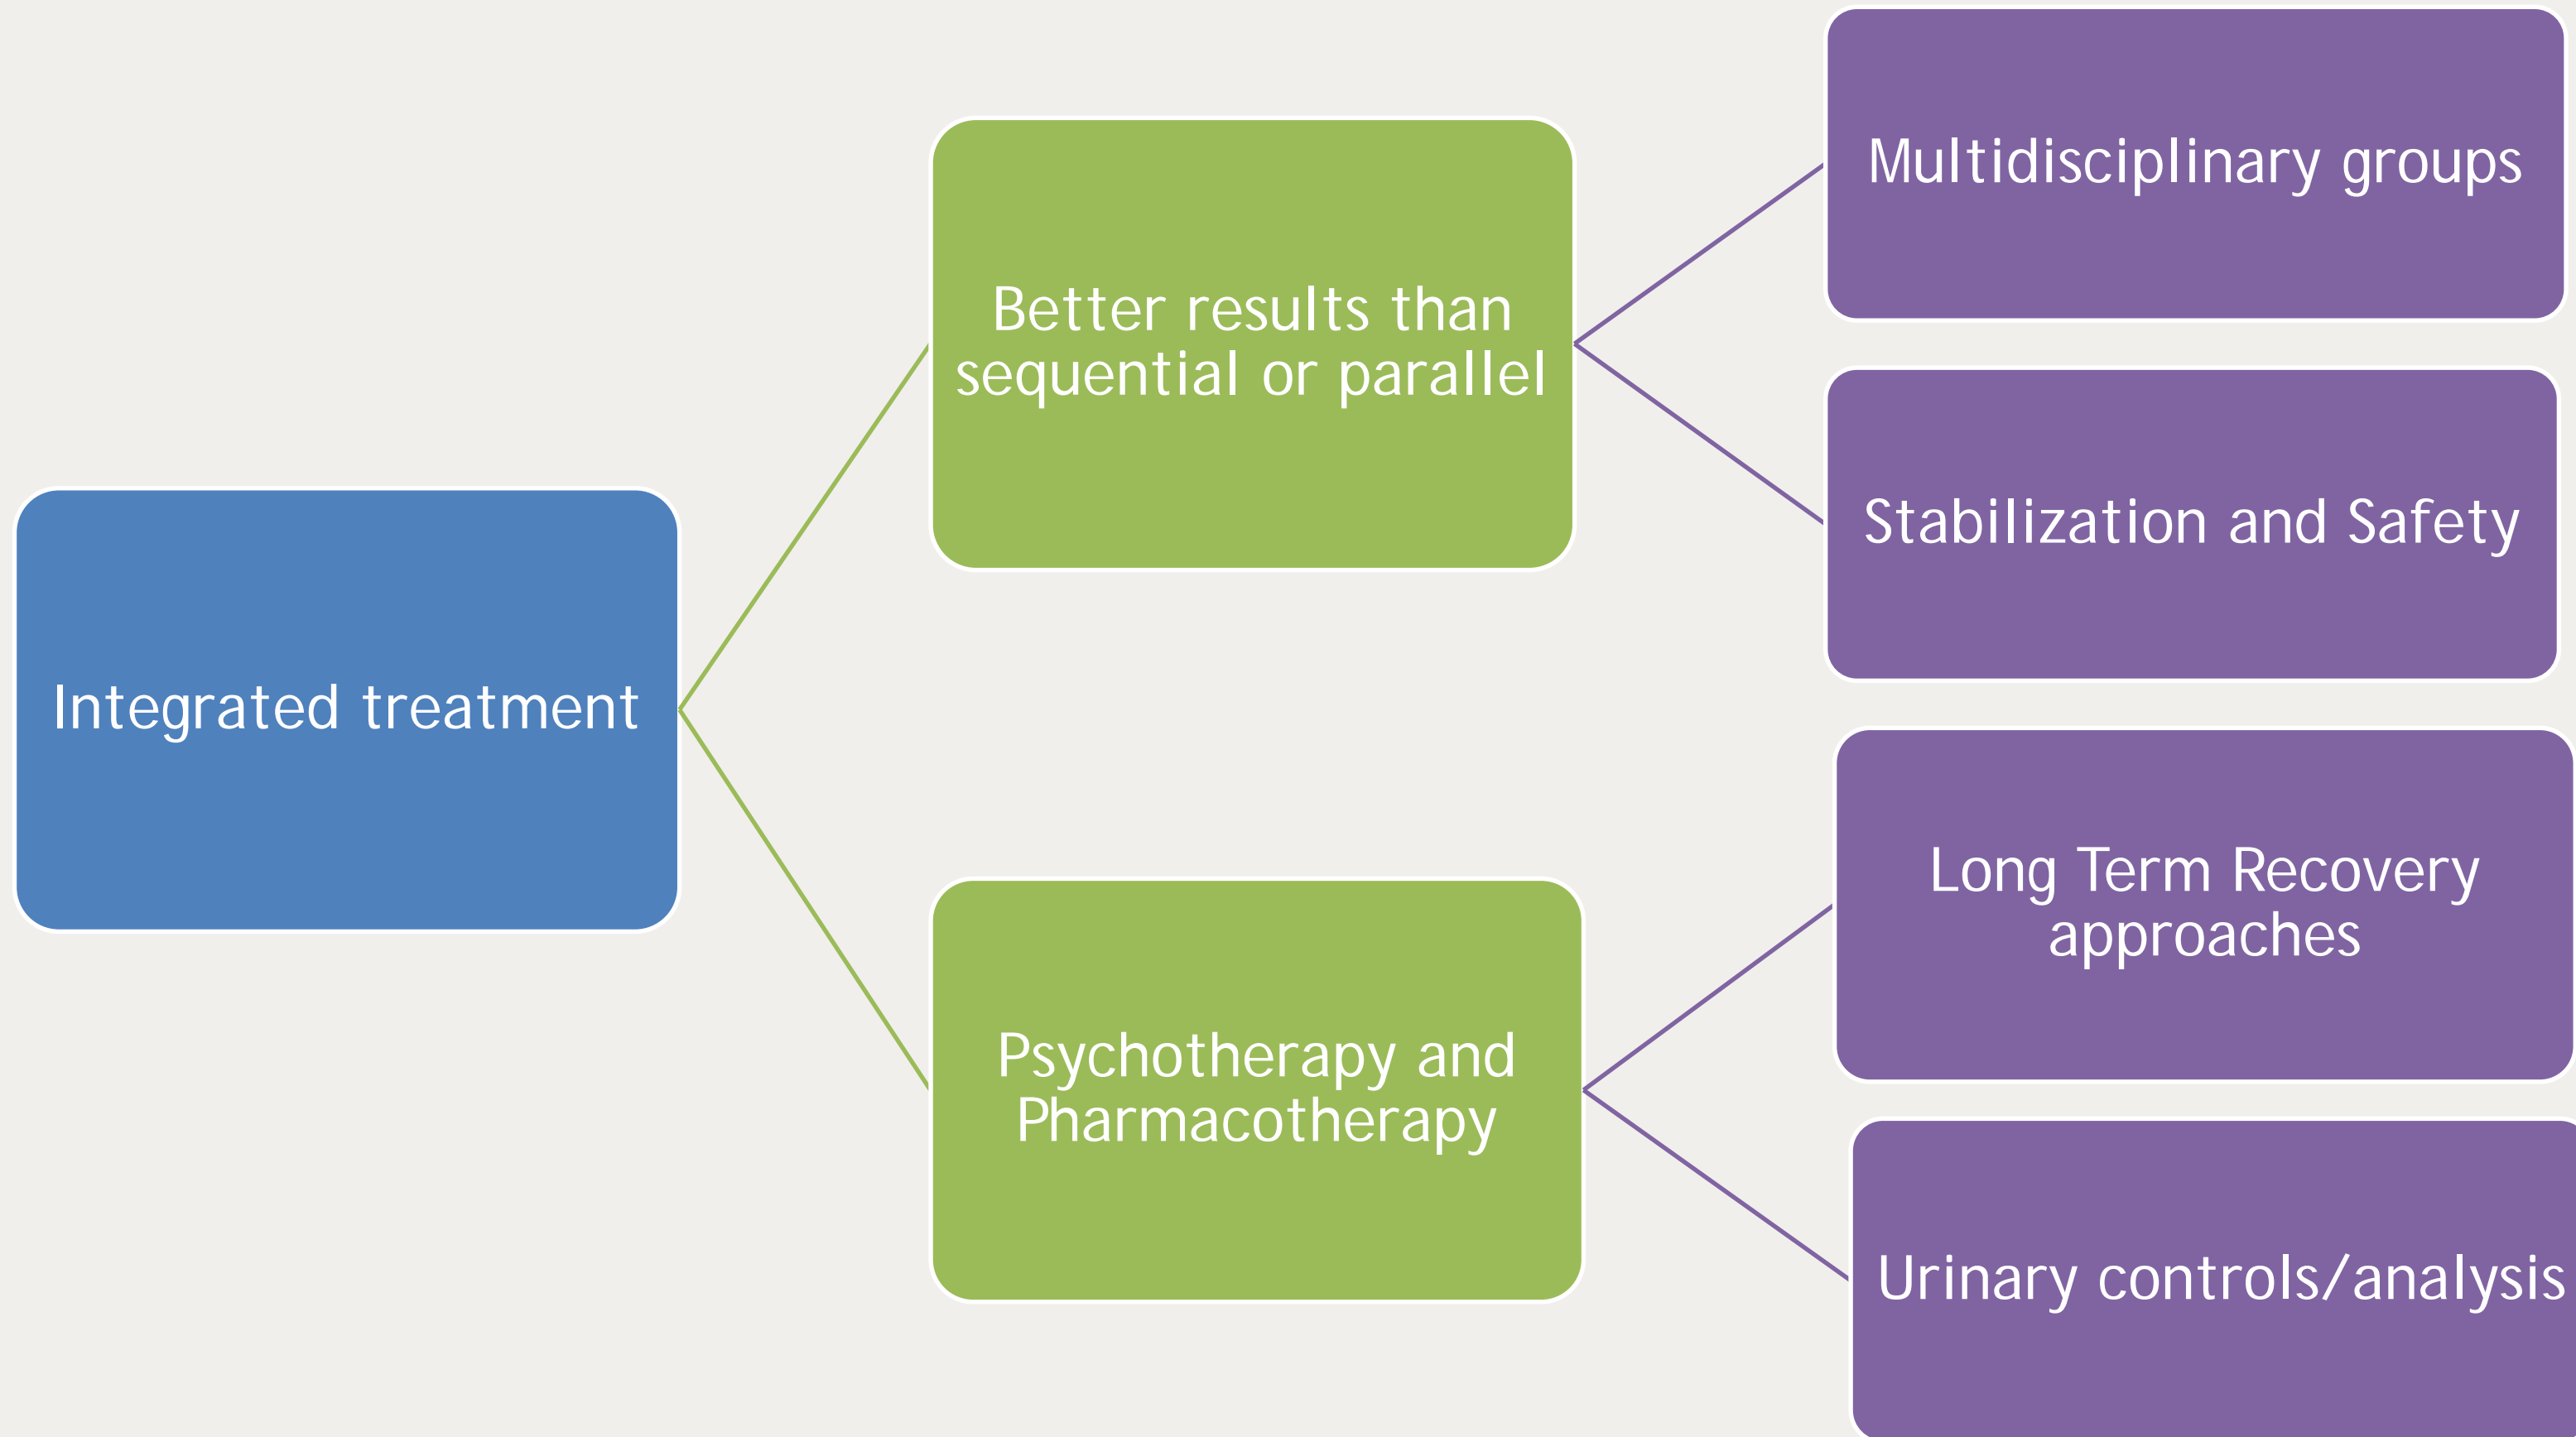 Integrated treatment
Better results than
sequential or parallel
Psychotherapy and
Pharmacotherapy
Multidisciplinary groups
Stabilization and Safety
Long Term Recovery
approaches
Urinary controls/analysis